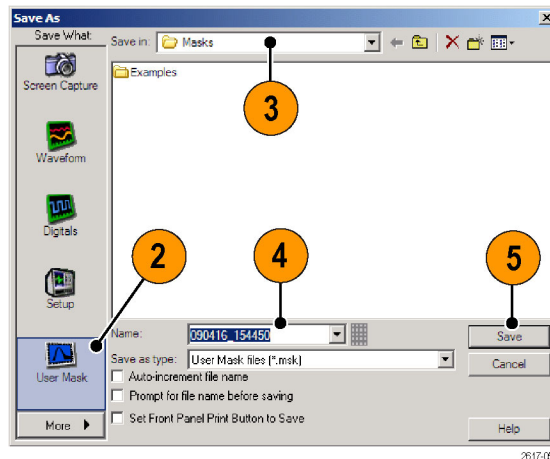 Save As
Save What:
Save in: Masks
Screen Capture
Examples
3
Waveform
Digitals
2
4
5
Setup
Name: 090416_154450
Save
Save as type: User Mask files (*.msk)
Cancel
User Mask
Auto-increment file name
Prompt for file name before saving
Set Front Panel Print Button to Save
More
Help